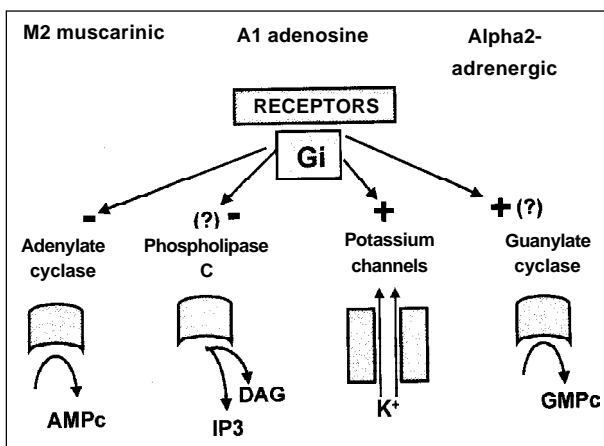 M2 muscarinic
A1 adenosine
Alpha2-
adrenergic
RECEPTORS
Gi
-
(?) -
+
+ (?)
Adenylate
cyclase
Phospholipase
C
Potassium
channels
Guanylate
cyclase
AMPc
DAG
IP3
K+
GMPc